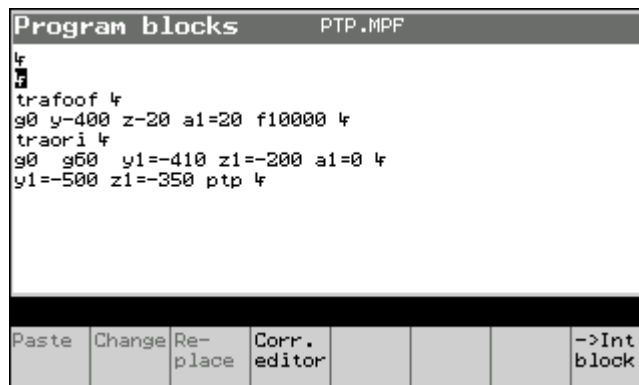 Program blocks PTP.MPF
trafoof
g0 y-400 z-20 a1=20 f10000
traori
g0 g60 y1=-410 z1=-200 a1=0
y1=-500 z1=-350 ptp
Paste Change Re- Corr. ->Int
place editor block